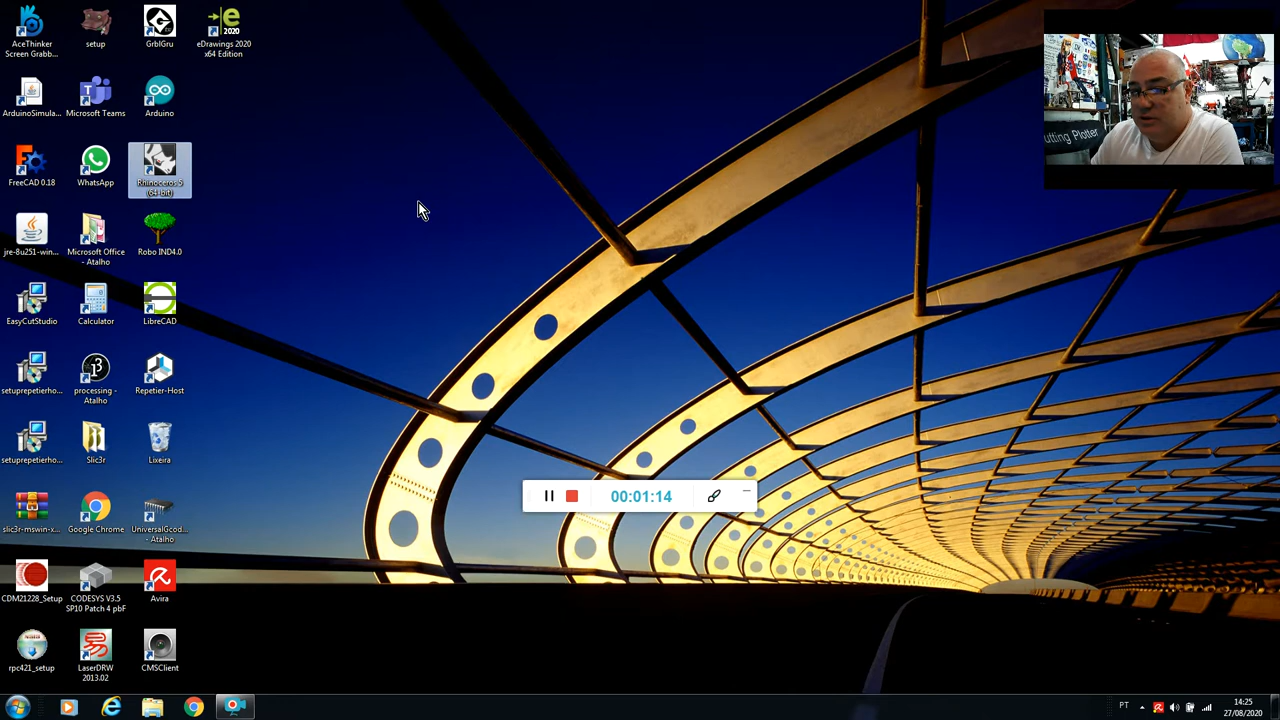 AceThinker
Screen Grabb...
setup
GrblGru
eDrawings 2020
x64 Edition
2020
ArduinoSimula...
Microsoft Teams
Arduino
FreeCAD 0.18
WhatsApp
Rhinoceros 5
(64-bit)
jre-8u251-win...
Microsoft Office
- Atalho
Robo IND4.0
EasyCutStudio
Calculator
LibreCAD
setuprepetierho...
processing -
Atalho
Repetier-Host
setuprepetierho...
Slic3r
Lixeira
slic3r-mswin-x...
Google Chrome
UniversalGcod...
- Atalho
CDM21228_Setup
CODESYS V3.5
SP10 Patch 4 pbF
Avira
rpc421_setup
LaserDRW
2013.02
CMSClient
易
00:01:14
Cutting Plotter
PT
14:25
27/08/2020